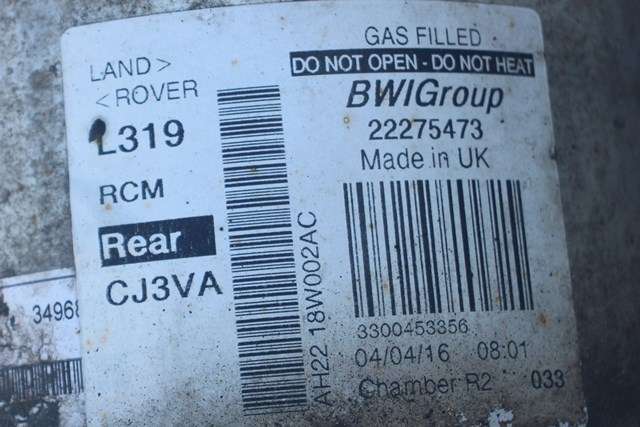 LAND >
< ROVER
L319
RCM
Rear
CJ3VA
AH22 18W002AC
GAS FILLED
DO NOT OPEN - DO NOT HEAT
BWIGroup
22275473
Made in UK
3300453356
04/04/16 08:01
Chamber R2 033
34968